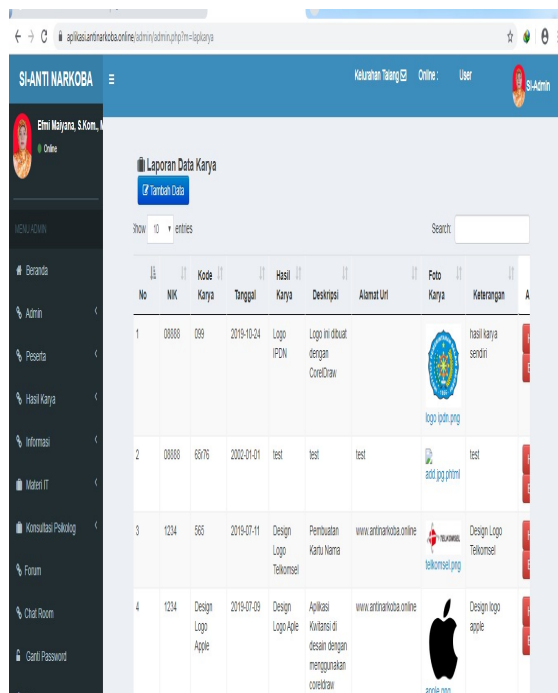 aplikasi.antinarkoba.online/admin/admin.php?m=lapkarya
SI-ANTI NARKOBA
Kelurahan Talang Online : User SI-Admin
Efmi Maiyana, S.Kom., M
Online
MENU ADMIN
Beranda
Admin
Peserta
Hasil Karya
Informasi
Materi IT
Konsultasi Psikolog
Forum
Chat Room
Ganti Password
Laporan Data Karya
Tambah Data
Show 10 entries
Search:
No NIK Kode Karya Tanggal Hasil Karya Deskripsi Alamat Url Foto Karya Keterangan A
1 08888 099 2019-10-24 Logo IPDN Logo ini dibuat dengan CorelDraw logo ipdn.png hasil karya sendiri
2 08888 65r76 2002-01-01 test test test add.jpg.phtml test
3 1234 565 2019-07-11 Design Logo Telkomsel Pembuatan Kartu Nama www.antinarkoba.online TELKOMSEL telkomsel.png Design Logo Telkomsel
4 1234 Design Logo Apple 2019-07-09 Design Logo Aple Aplikasi Kwitansi di desain dengan menggunakan coreldraw www.antinarkoba.online apple.png Design logo apple